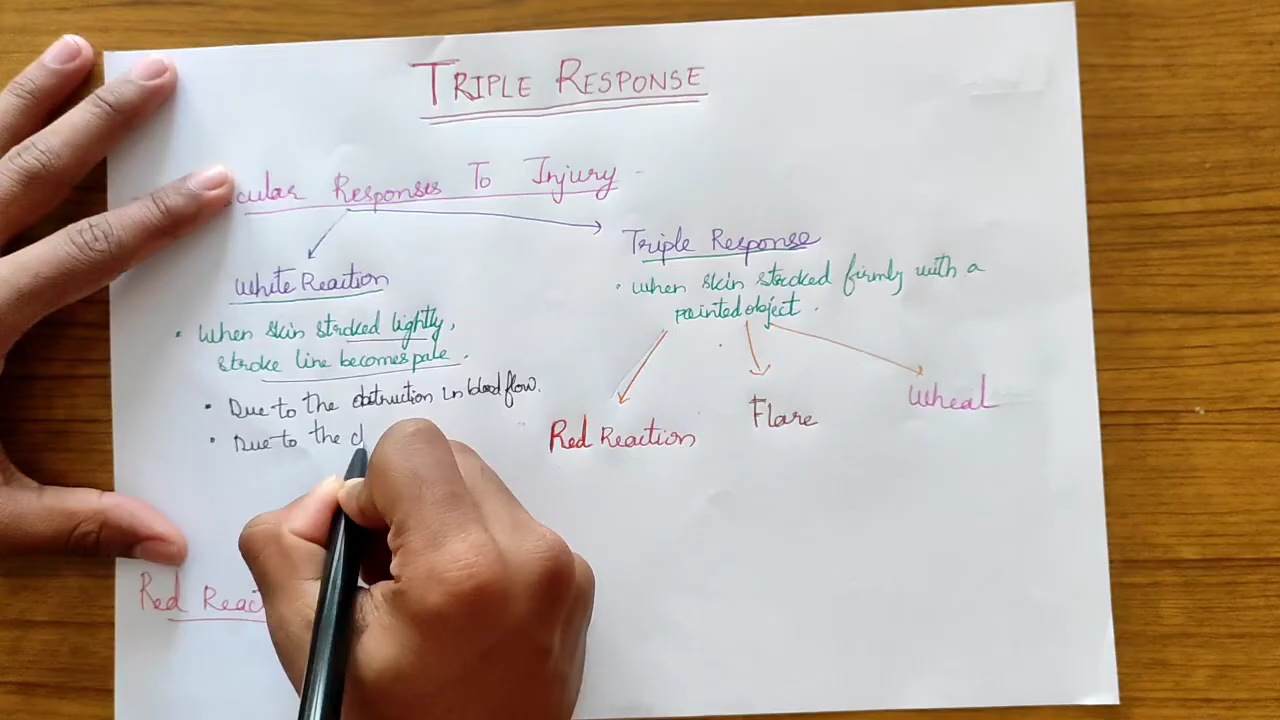 TRIPLE RESPONSE
cular Responses To Injury
White Reaction
• When skin stroked lightly,
stroke line becomes pale.
• Due to the obstruction in blood flow.
• Due to the d
Triple Response
• when skin stroked firmly with a
pointed object.
Red Reaction
Flare
Wheal
Red Reac